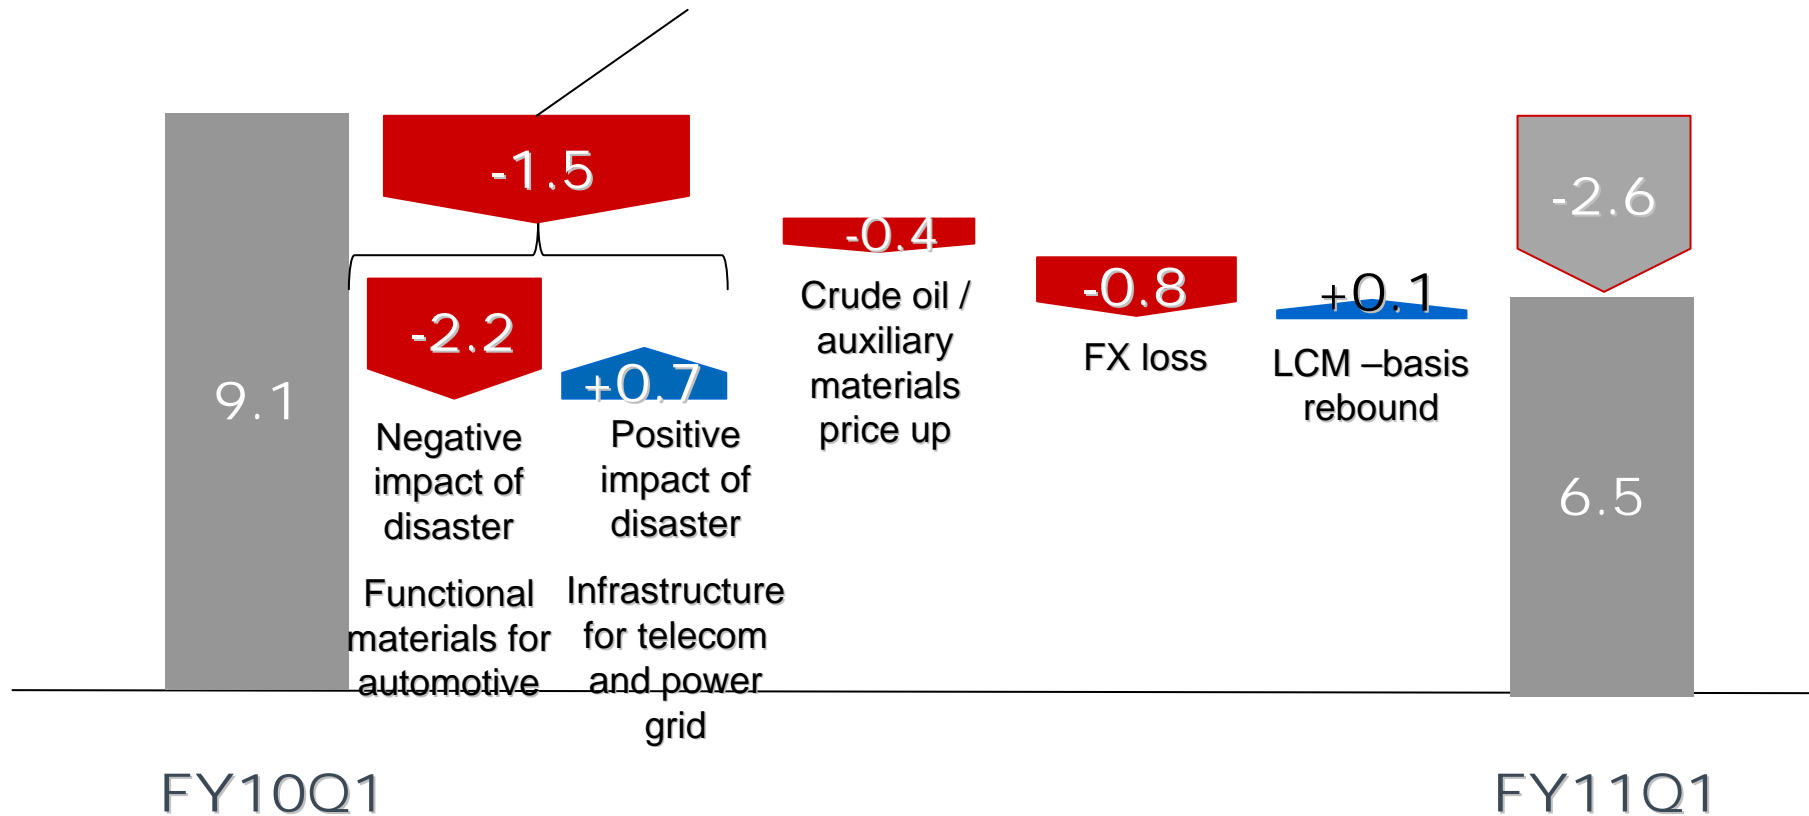 -1.5
-2.6
-0.4
-0.8
+0.1
-2.2
+0.7
9.1
6.5
Negative
impact of
disaster
Functional
materials for
automotive
Positive
impact of
disaster
Infrastructure
for telecom
and power
grid
Crude oil /
auxiliary
materials
price up
FX loss
LCM –basis
rebound
FY10Q1
FY11Q1